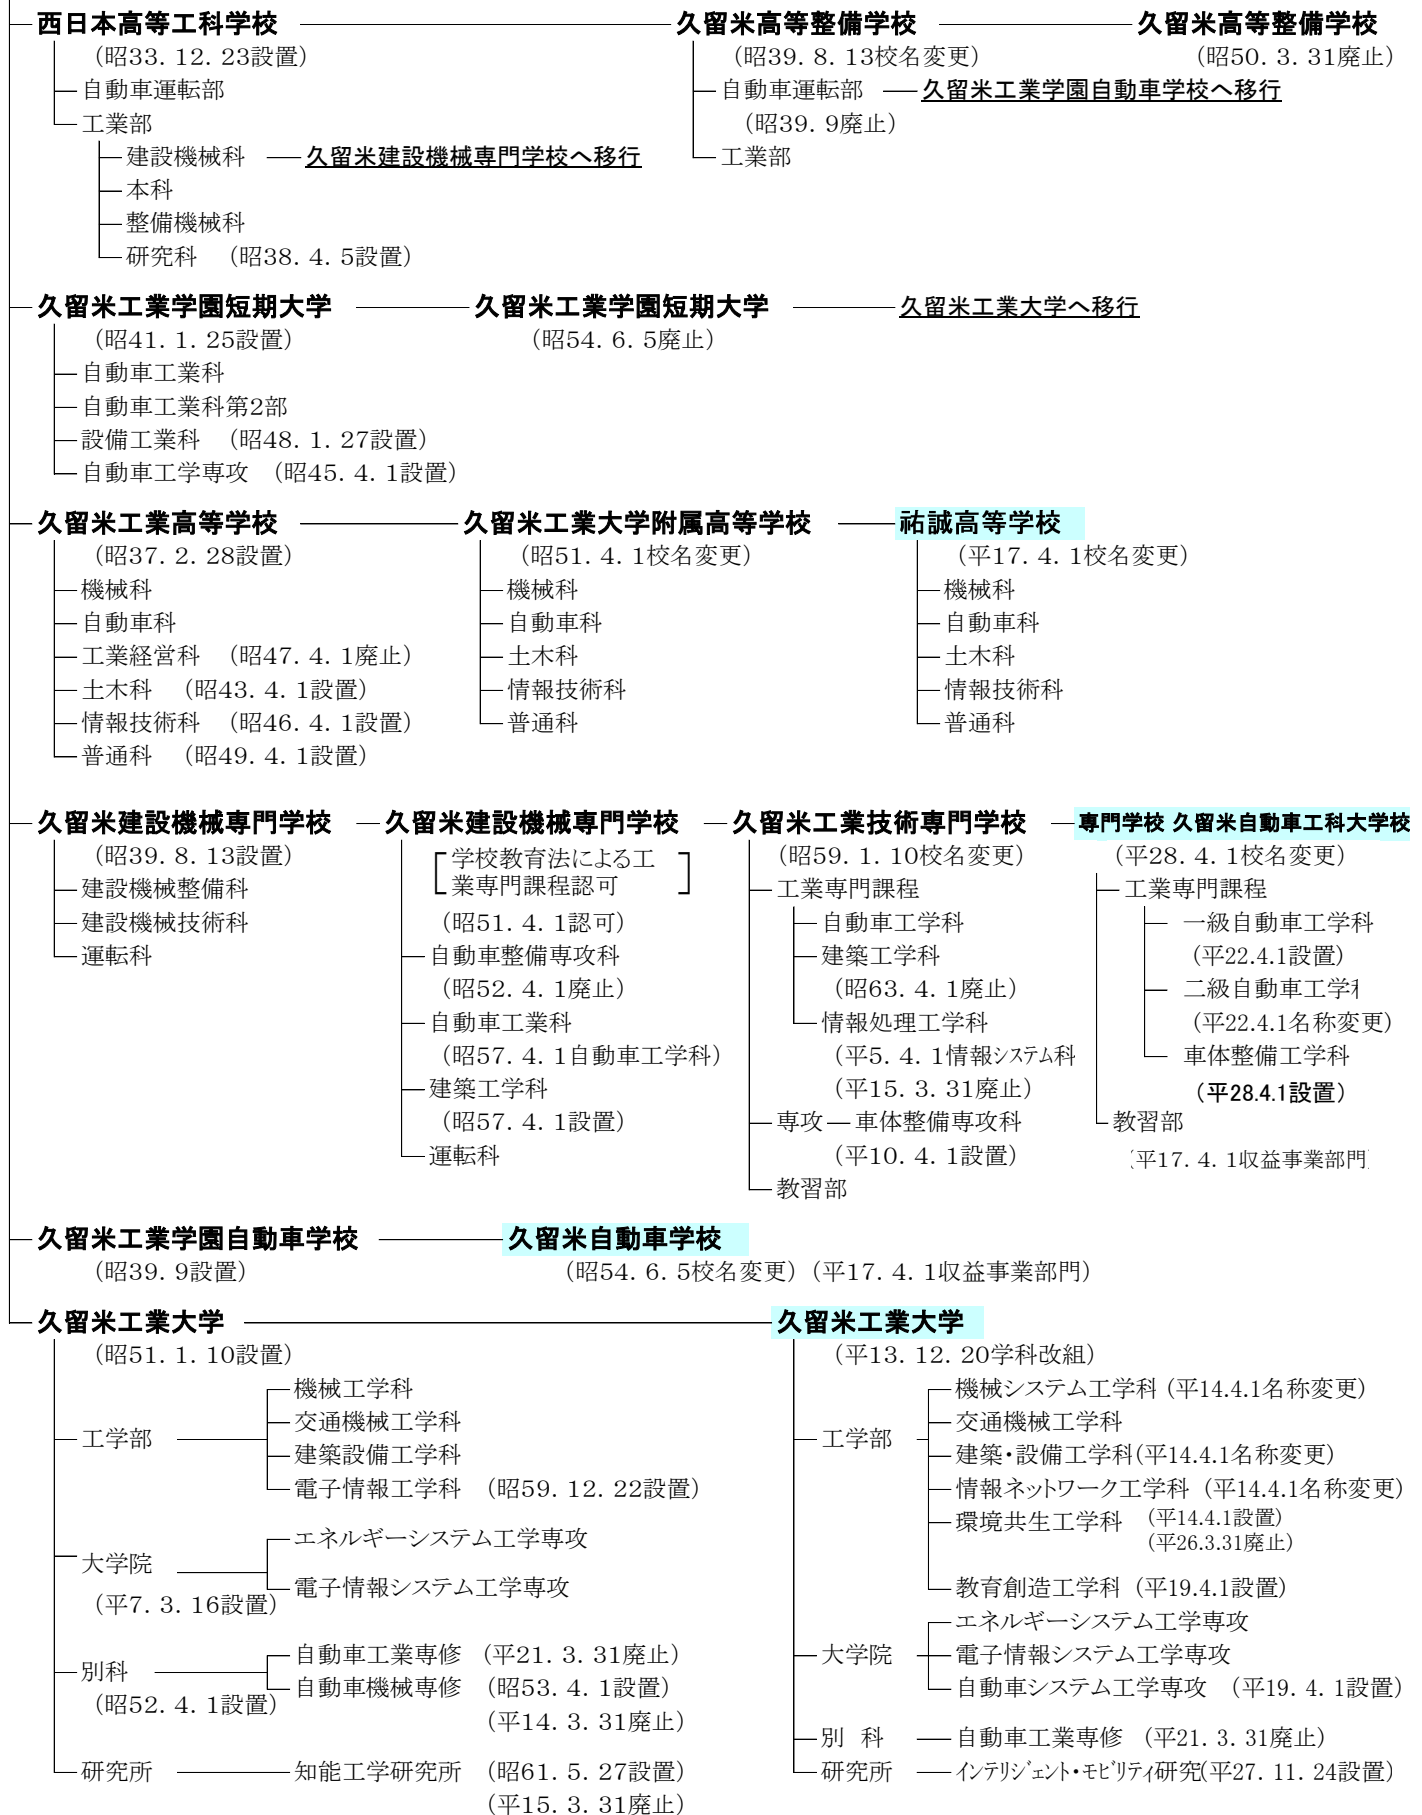 西日本高等工科学校 久留米高等整備学校 久留米高等整備学校
（昭33．12．23設置） （昭39．8．13校名変更） （昭50．3．31廃止）
自動車運転部 自動車運転部 久留米工業学園自動車学校へ移行
工業部 （昭39．9廃止）
建設機械科 久留米建設機械専門学校へ移行 工業部
本科
整備機械科
研究科 （昭38．4．5設置）
久留米工業学園短期大学 久留米工業学園短期大学 久留米工業大学へ移行
（昭41．1．25設置） （昭54．6．5廃止）
自動車工業科
自動車工業科第2部
設備工業科 （昭48．1．27設置）
自動車工学専攻 （昭45．4．1設置）
久留米工業高等学校 久留米工業大学附属高等学校 祐誠高等学校
（昭37．2．28設置） （昭51．4．1校名変更） （平17．4．1校名変更）
機械科 機械科 機械科
自動車科 自動車科 自動車科
工業経営科 （昭47．4．1廃止） 土木科 土木科
土木科 （昭43．4．1設置） 情報技術科 情報技術科
情報技術科 （昭46．4．1設置） 普通科 普通科
普通科 （昭49．4．1設置）
久留米建設機械専門学校 久留米建設機械専門学校 久留米工業技術専門学校 専門学校 久留米自動車工科大学校
（昭39．8．13設置） 学校教育法による工 （昭59．1．10校名変更） （平28．4．1校名変更）
建設機械整備科 業専門課程認可 工業専門課程 工業専門課程
建設機械技術科 （昭51．4．1認可） 自動車工学科 一級自動車工学科
運転科 自動車整備専攻科 建築工学科 （平22.4.1設置）
（昭52．4．1廃止） （昭63．4．1廃止） 二級自動車工学科
自動車工業科 情報処理工学科 （平22.4.1名称変更）
（昭57．4．1自動車工学科） （平5．4．1情報システム科 車体整備工学科
建築工学科 （平15．3．31廃止） （平28.4.1設置）
（昭57．4．1設置） 専攻 車体整備専攻科 教習部
運転科 （平10．4．1設置） （平17．4．1収益事業部門）
教習部
久留米工業学園自動車学校 久留米自動車学校
（昭39．9設置） （昭54．6．5校名変更）（平17．4．1収益事業部門）
久留米工業大学 久留米工業大学
（昭51．1．10設置） （平13．12．20学科改組）
機械工学科 機械システム工学科（平14.4.1名称変更）
交通機械工学科 交通機械工学科
工学部 工学部
建築設備工学科 建築・設備工学科（平14.4.1名称変更）
電子情報工学科 （昭59．12．22設置） 情報ネットワーク工学科（平14.4.1名称変更）
環境共生工学科 （平14.4.1設置）
（平26.3.31廃止）
エネルギーシステム工学専攻
大学院
電子情報システム工学専攻 教育創造工学科（平19.4.1設置）
（平7．3．16設置） エネルギーシステム工学専攻
自動車工業専修 （平21．3．31廃止） 大学院 電子情報システム工学専攻
別科
自動車機械専修 （昭53．4．1設置） 自動車システム工学専攻 （平19．4．1設置）
（昭52．4．1設置）
（平14．3．31廃止） 別 科 自動車工業専修 （平21．3．31廃止）
研究所 知能工学研究所 （昭61．5．27設置） 研究所 インテリジェント・モビリティ研究（平27．11．24設置）
（平15．3．31廃止）